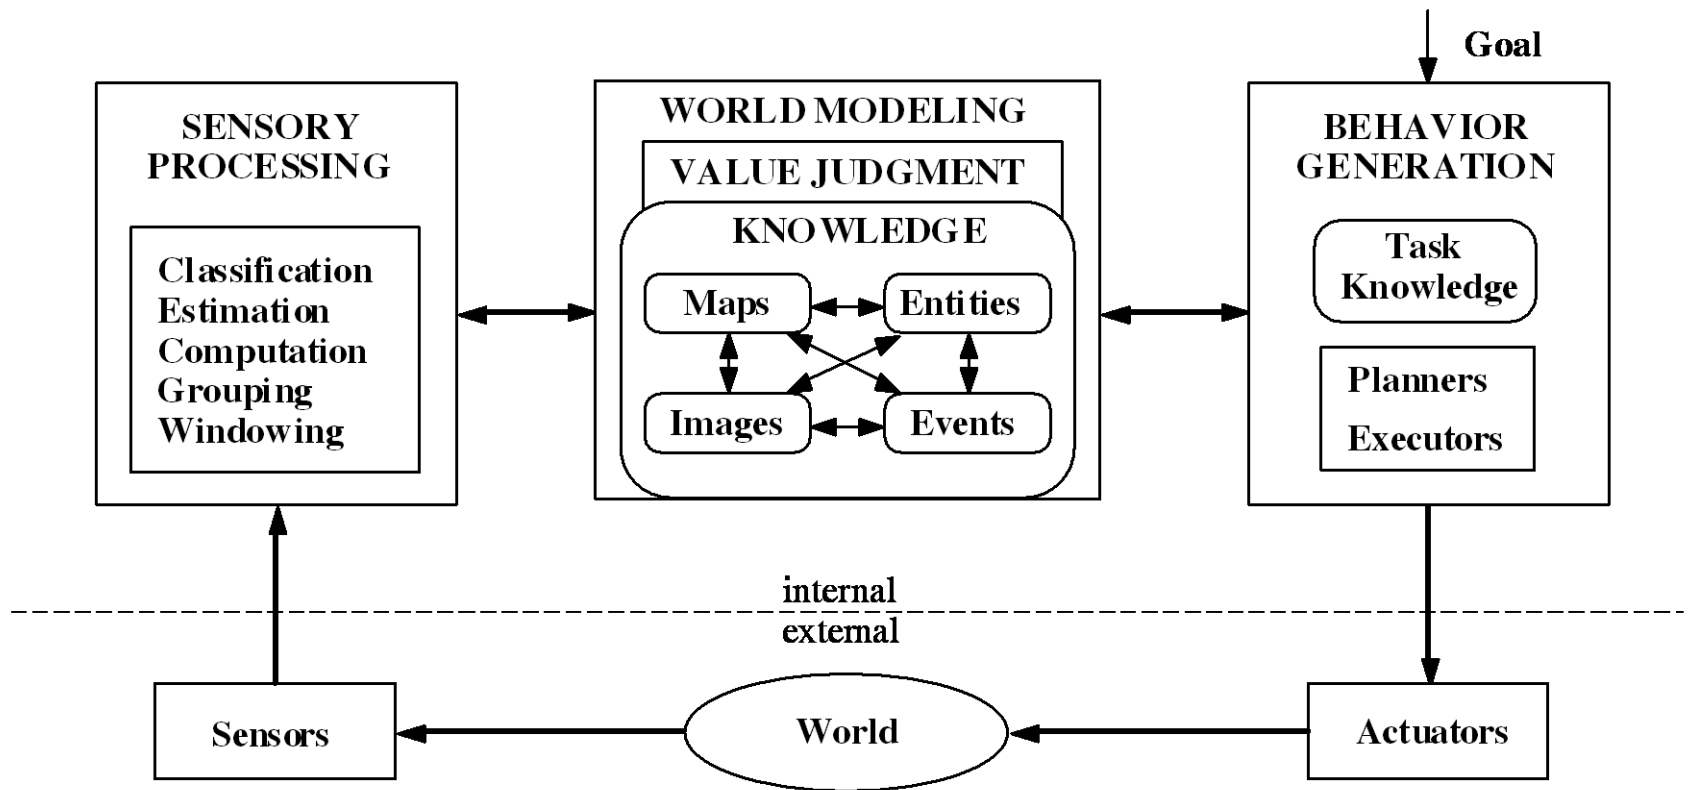 Goal
SENSORY
PROCESSING
Classification
Estimation
Computation
Grouping
Windowing
WORLD MODELING
VALUE JUDGMENT
KNOWLEDGE
Maps
Entities
Images
Events
BEHAVIOR
GENERATION
Task
Knowledge
Planners
Executors
internal
external
Sensors
World
Actuators